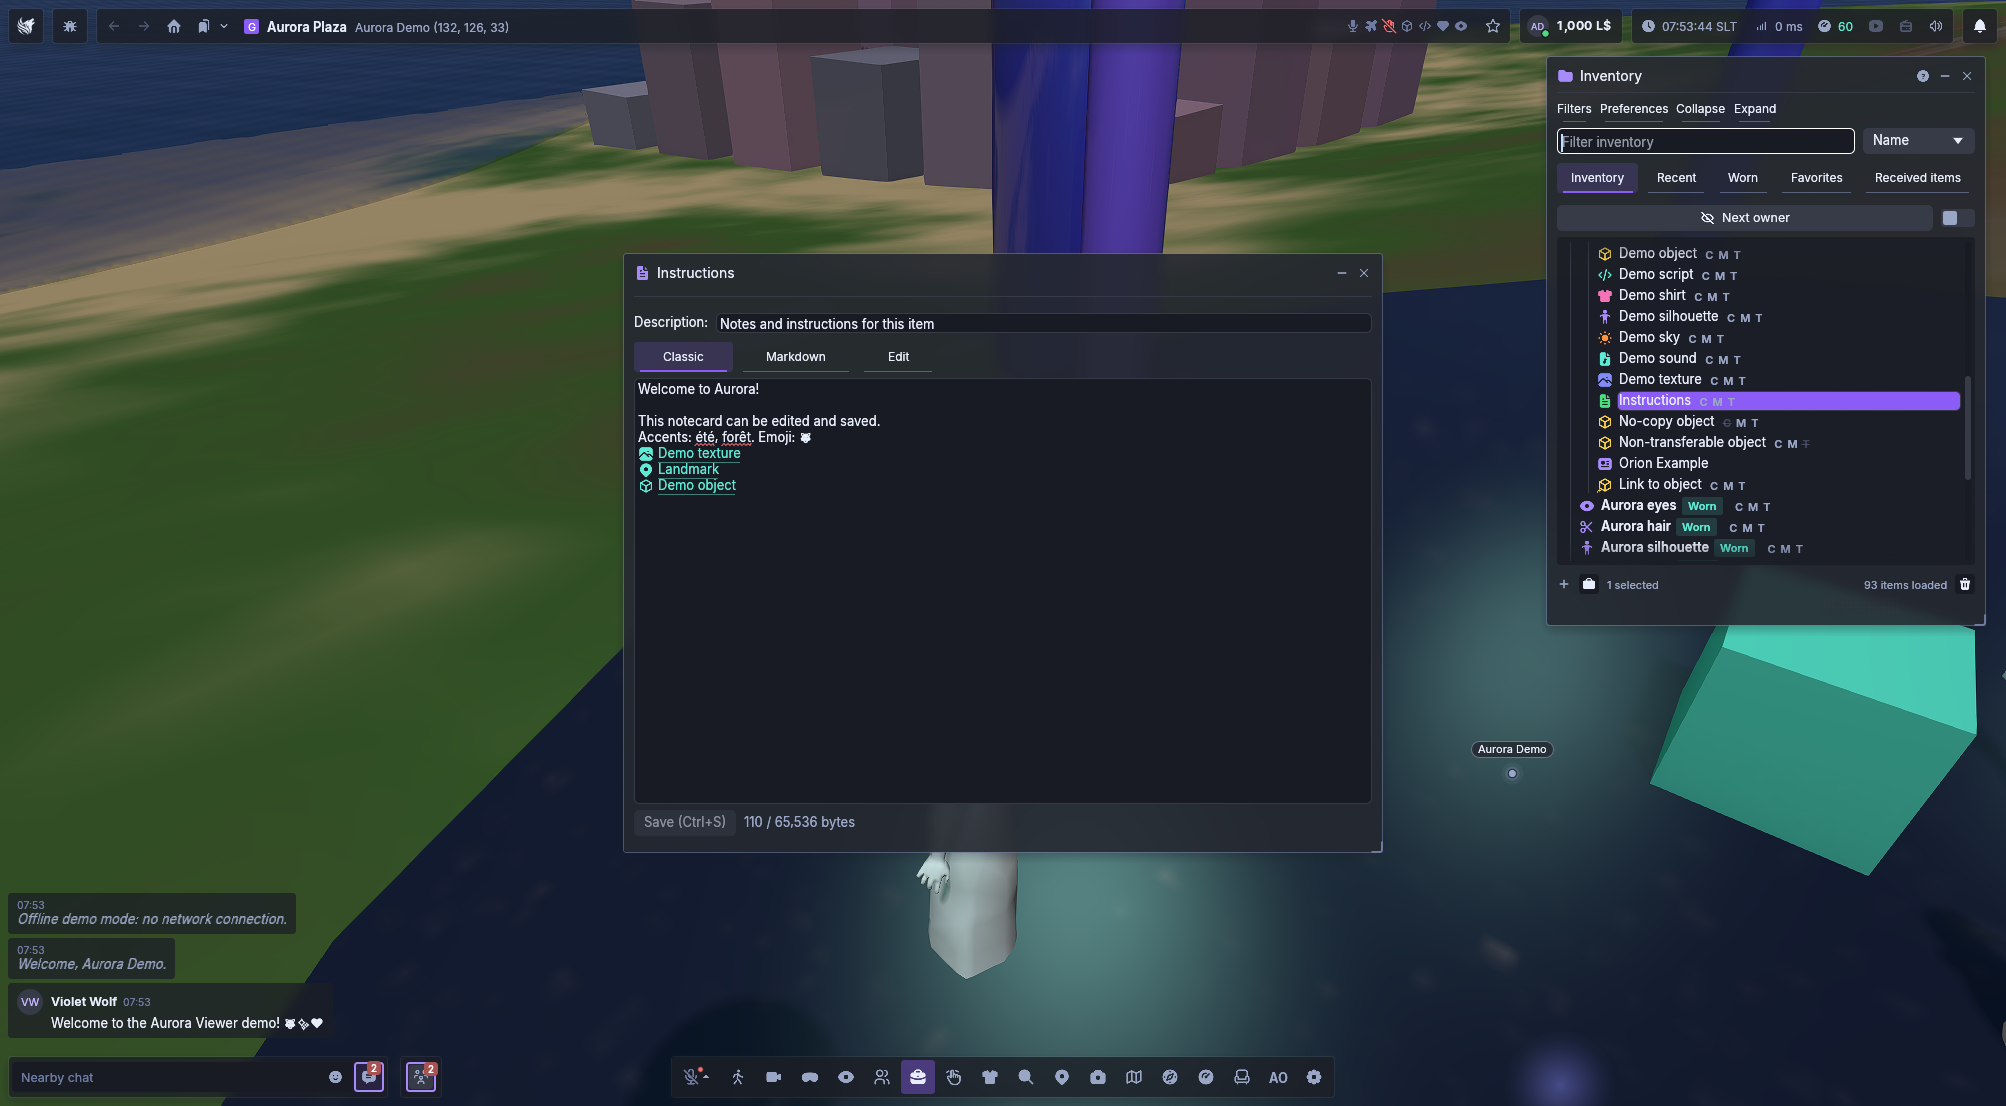 G Aurora Plaza Aurora Demo (132, 126, 33)
AD 1,000 L$
07:53:44 SLT 0 ms 60
Inventory
Filters Preferences Collapse Expand
Filter inventory Name
Inventory Recent Worn Favorites Received items
Next owner
Demo object C M T
Demo script C M T
Demo shirt C M T
Demo silhouette C M T
Demo sky C M T
Demo sound C M T
Demo texture C M T
Instructions C M T
No-copy object C M T
Non-transferable object C M T
Orion Example
Link to object C M T
Aurora eyes Worn C M T
Aurora hair Worn C M T
Aurora silhouette Worn C M T
1 selected 93 items loaded
Instructions
Description: Notes and instructions for this item
Classic Markdown Edit
Welcome to Aurora!
This notecard can be edited and saved.
Accents: été, forêt. Emoji:
Demo texture
Landmark
Demo object
Save (Ctrl+S) 110 / 65,536 bytes
Aurora Demo
07:53
Offline demo mode: no network connection.
07:53
Welcome, Aurora Demo.
VW Violet Wolf 07:53
Welcome to the Aurora Viewer demo!
Nearby chat 2 2
AO